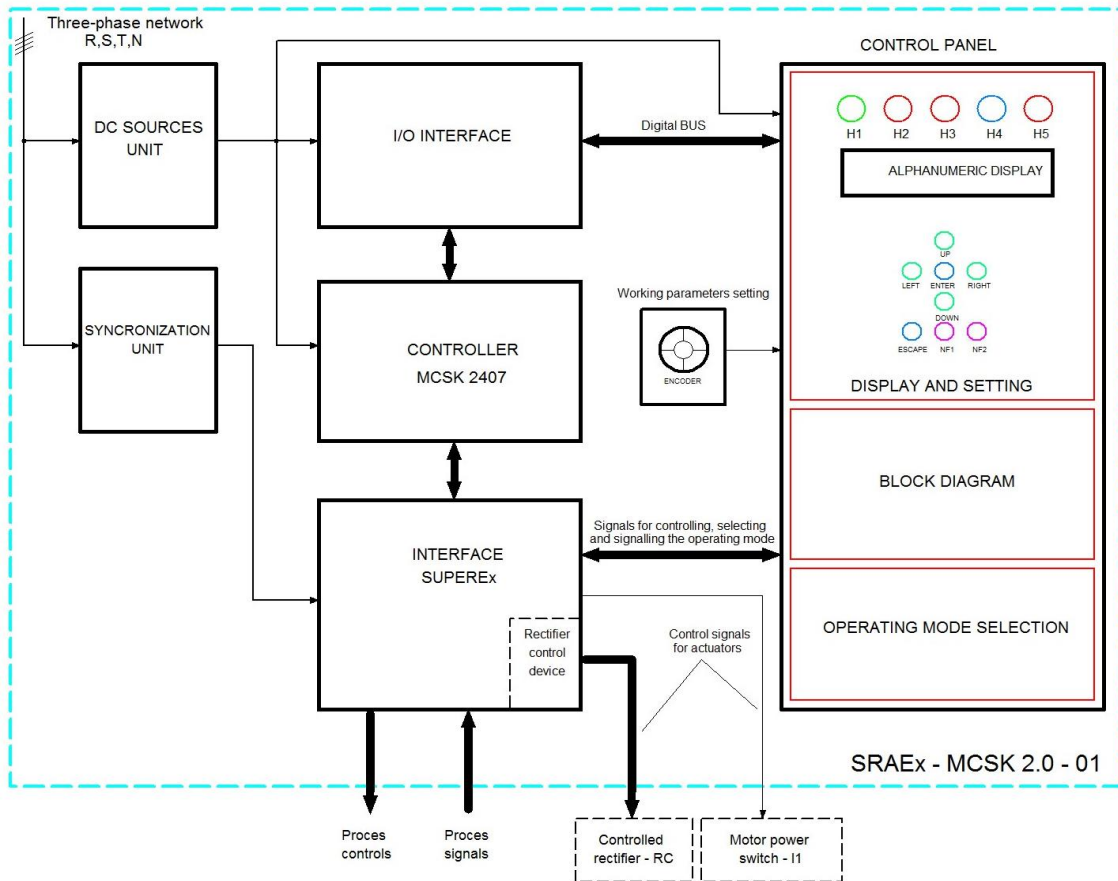 Three-phase network
R,S,T,N
CONTROL PANEL
DC SOURCES
UNIT
I/O INTERFACE
Digital BUS
H1 H2 H3 H4 H5
ALPHANUMERIC DISPLAY
UP
LEFT ENTER RIGHT
DOWN
ESCAPE NF1 NF2
DISPLAY AND SETTING
SYNCRONIZATION
UNIT
CONTROLLER
MCSK 2407
Working parameters setting
ENCODER
BLOCK DIAGRAM
INTERFACE
SUPEREx
Signals for controlling, selecting
and signalling the operating mode
OPERATING MODE SELECTION
Rectifier
control
device
Control signals
for actuators
SRAEx - MCSK 2.0 - 01
Proces
controls
Proces
signals
Controlled
rectifier - RC
Motor power
switch - I1